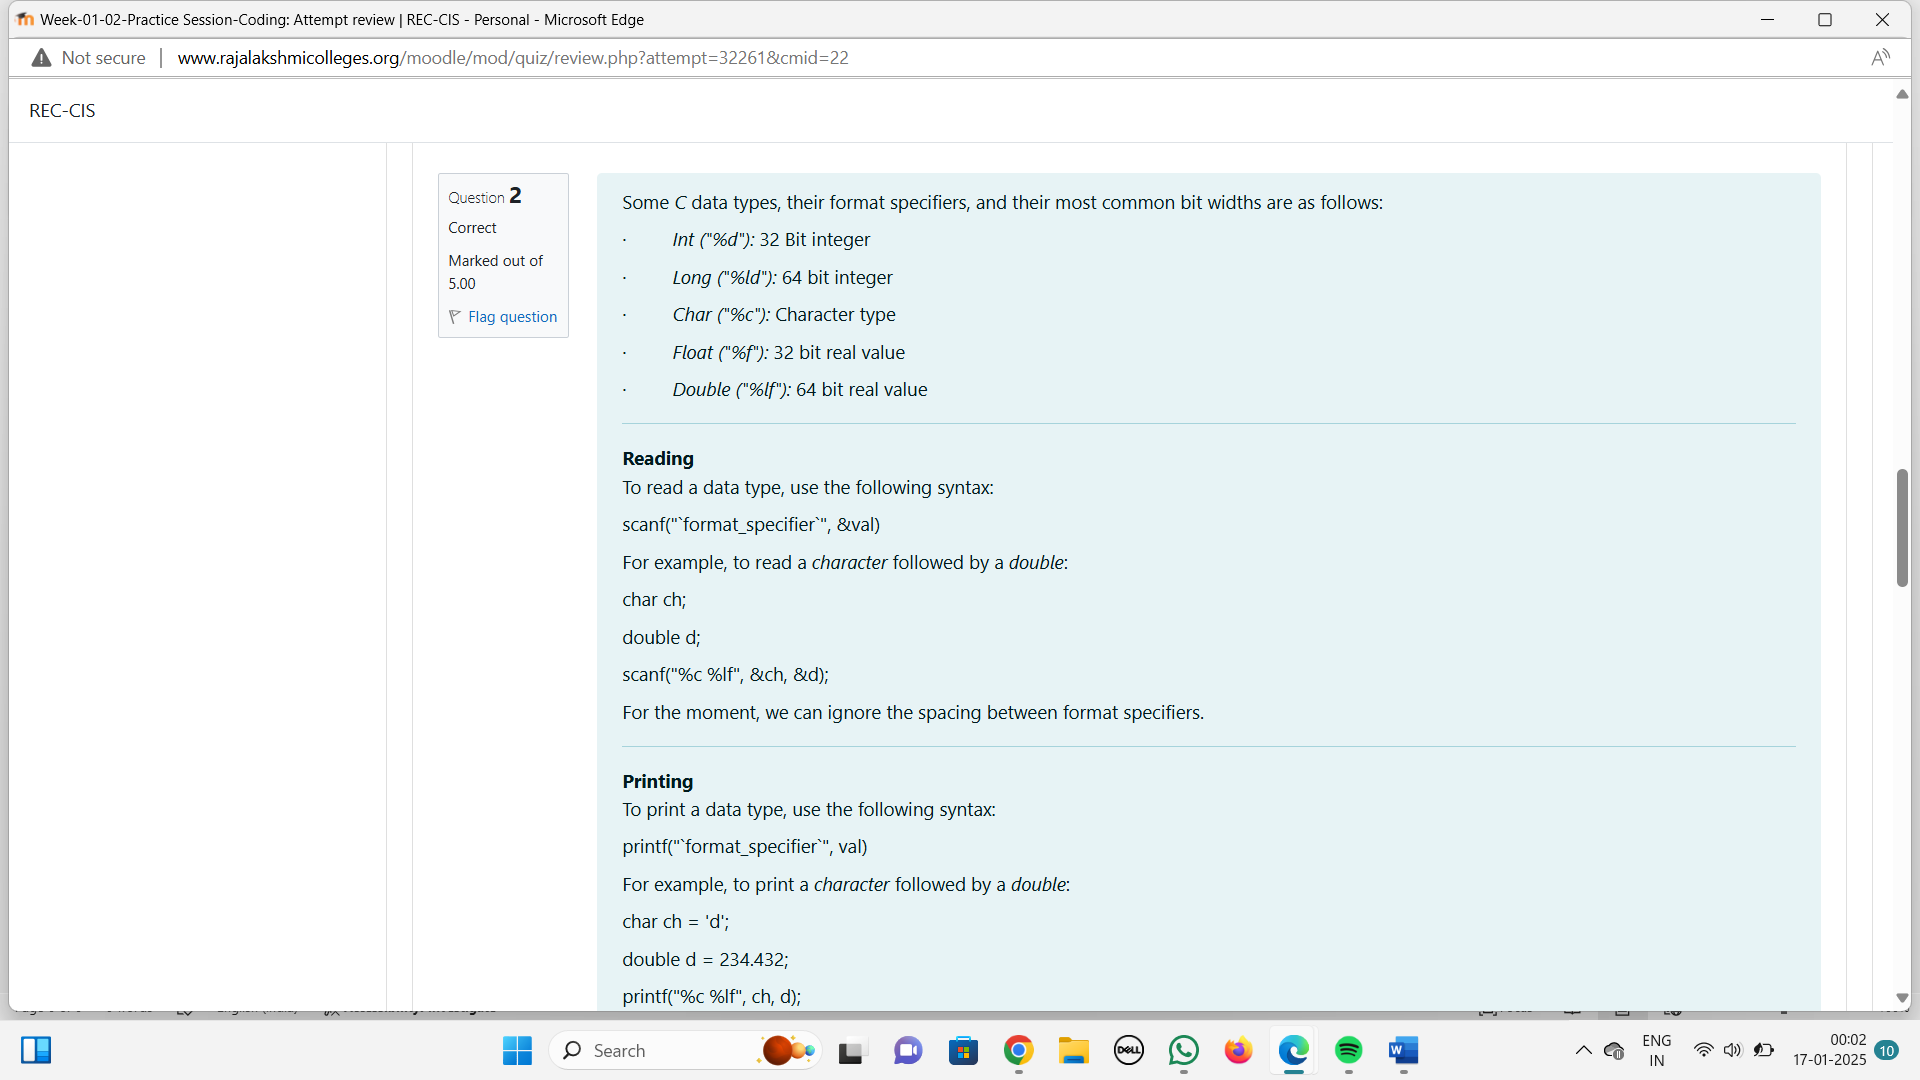 Week-01-02-Practice Session-Coding: Attempt review | REC-CIS - Personal - Microsoft Edge
Not secure | www.rajalakshmicolleges.org/moodle/mod/quiz/review.php?attempt=32261&cmid=22
REC-CIS
Question 2
Correct
Marked out of
5.00
Flag question
Some C data types, their format specifiers, and their most common bit widths are as follows:
· Int ("%d"): 32 Bit integer
· Long ("%ld"): 64 bit integer
· Char ("%c"): Character type
· Float ("%f"): 32 bit real value
· Double ("%lf"): 64 bit real value
Reading
To read a data type, use the following syntax:
scanf("`format_specifier`", &val)
For example, to read a character followed by a double:
char ch;
double d;
scanf("%c %lf", &ch, &d);
For the moment, we can ignore the spacing between format specifiers.
Printing
To print a data type, use the following syntax:
printf("`format_specifier`", val)
For example, to print a character followed by a double:
char ch = 'd';
double d = 234.432;
printf("%c %lf", ch, d);
Search
DELL
W
ENG
IN
00:02
17-01-2025
10